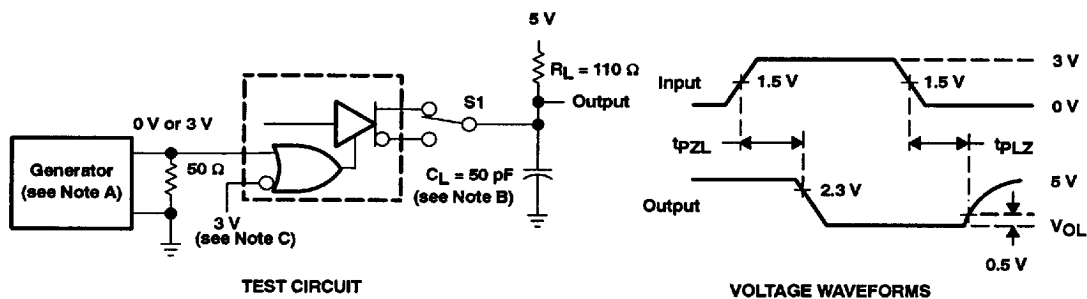 5 V
RL = 110 Ω
Output
S1
0 V or 3 V
Generator
(see Note A)
50 Ω
CL = 50 pF
(see Note B)
3 V
(see Note C)
TEST CIRCUIT
3 V
Input
1.5 V
1.5 V
0 V
tPZL
tPLZ
5 V
2.3 V
Output
VOL
0.5 V
VOLTAGE WAVEFORMS